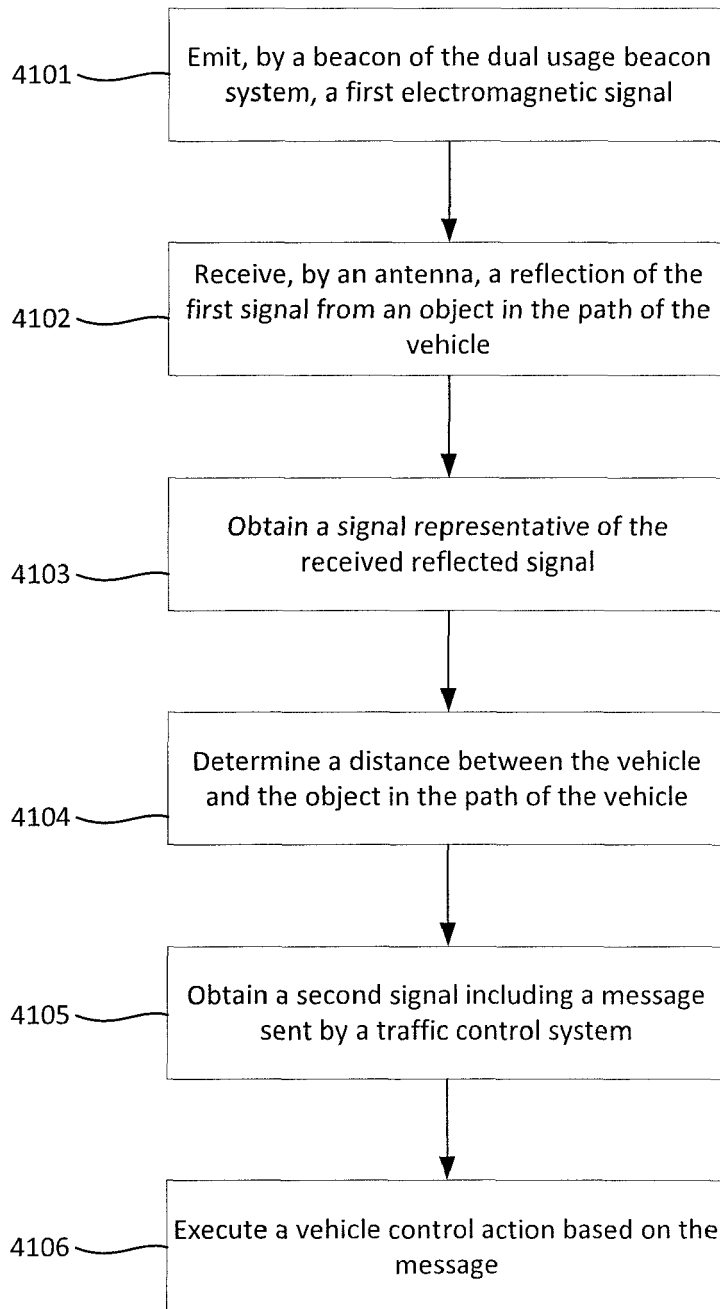 4101
Emit, by a beacon of the dual usage beacon
system, a first electromagnetic signal
4102
Receive, by an antenna, a reflection of the
first signal from an object in the path of the
vehicle
4103
Obtain a signal representative of the
received reflected signal
4104
Determine a distance between the vehicle
and the object in the path of the vehicle
4105
Obtain a second signal including a message
sent by a traffic control system
4106
Execute a vehicle control action based on the
message